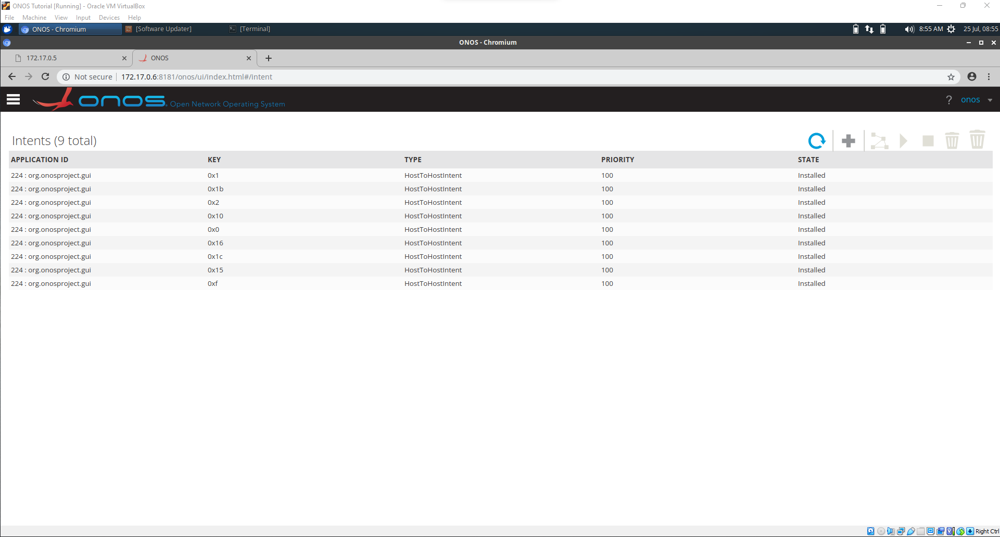 ONOS Tutorial [Running] - Oracle VM VirtualBox
File Machine View Input Devices Help
ONOS - Chromium [Software Updater] [Terminal] 8:55 AM 25 Jul, 08:55
ONOS - Chromium
172.17.0.5 ONOS
Not secure 172.17.0.6:8181/onos/ui/index.html#/intent
onos Open Network Operating System ? onos
Intents (9 total)
APPLICATION ID KEY TYPE PRIORITY STATE
224 : org.onosproject.gui 0x1 HostToHostIntent 100 Installed
224 : org.onosproject.gui 0x1b HostToHostIntent 100 Installed
224 : org.onosproject.gui 0x2 HostToHostIntent 100 Installed
224 : org.onosproject.gui 0x10 HostToHostIntent 100 Installed
224 : org.onosproject.gui 0x0 HostToHostIntent 100 Installed
224 : org.onosproject.gui 0x16 HostToHostIntent 100 Installed
224 : org.onosproject.gui 0x1c HostToHostIntent 100 Installed
224 : org.onosproject.gui 0x15 HostToHostIntent 100 Installed
224 : org.onosproject.gui 0xf HostToHostIntent 100 Installed
Right Ctrl